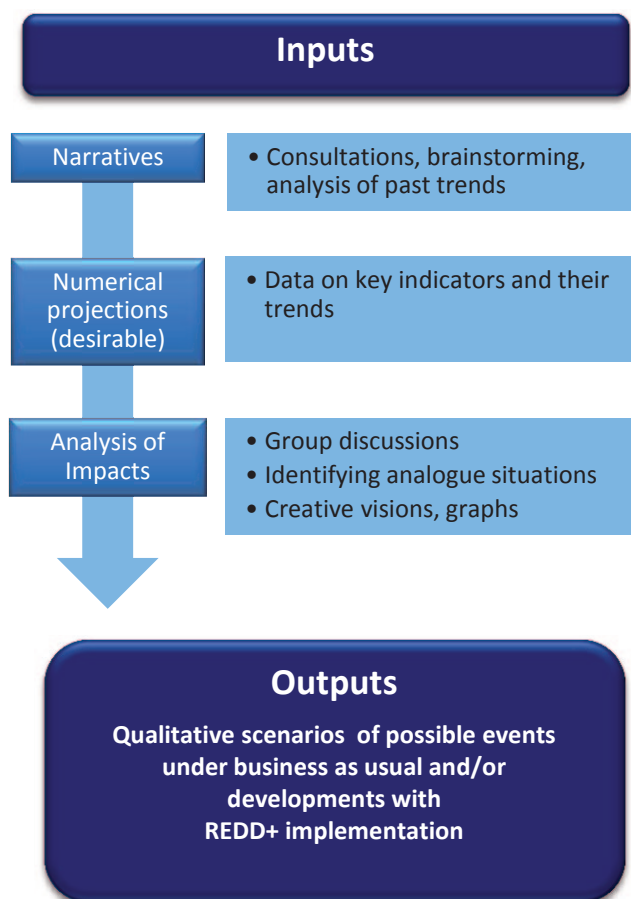 Inputs
Narratives
• Consultations, brainstorming,
analysis of past trends
Numerical
projections
(desirable)
• Data on key indicators and their
trends
Analysis of
Impacts
• Group discussions
• Identifying analogue situations
• Creative visions, graphs
Outputs
Qualitative scenarios of possible events
under business as usual and/or
developments with
REDD+ implementation